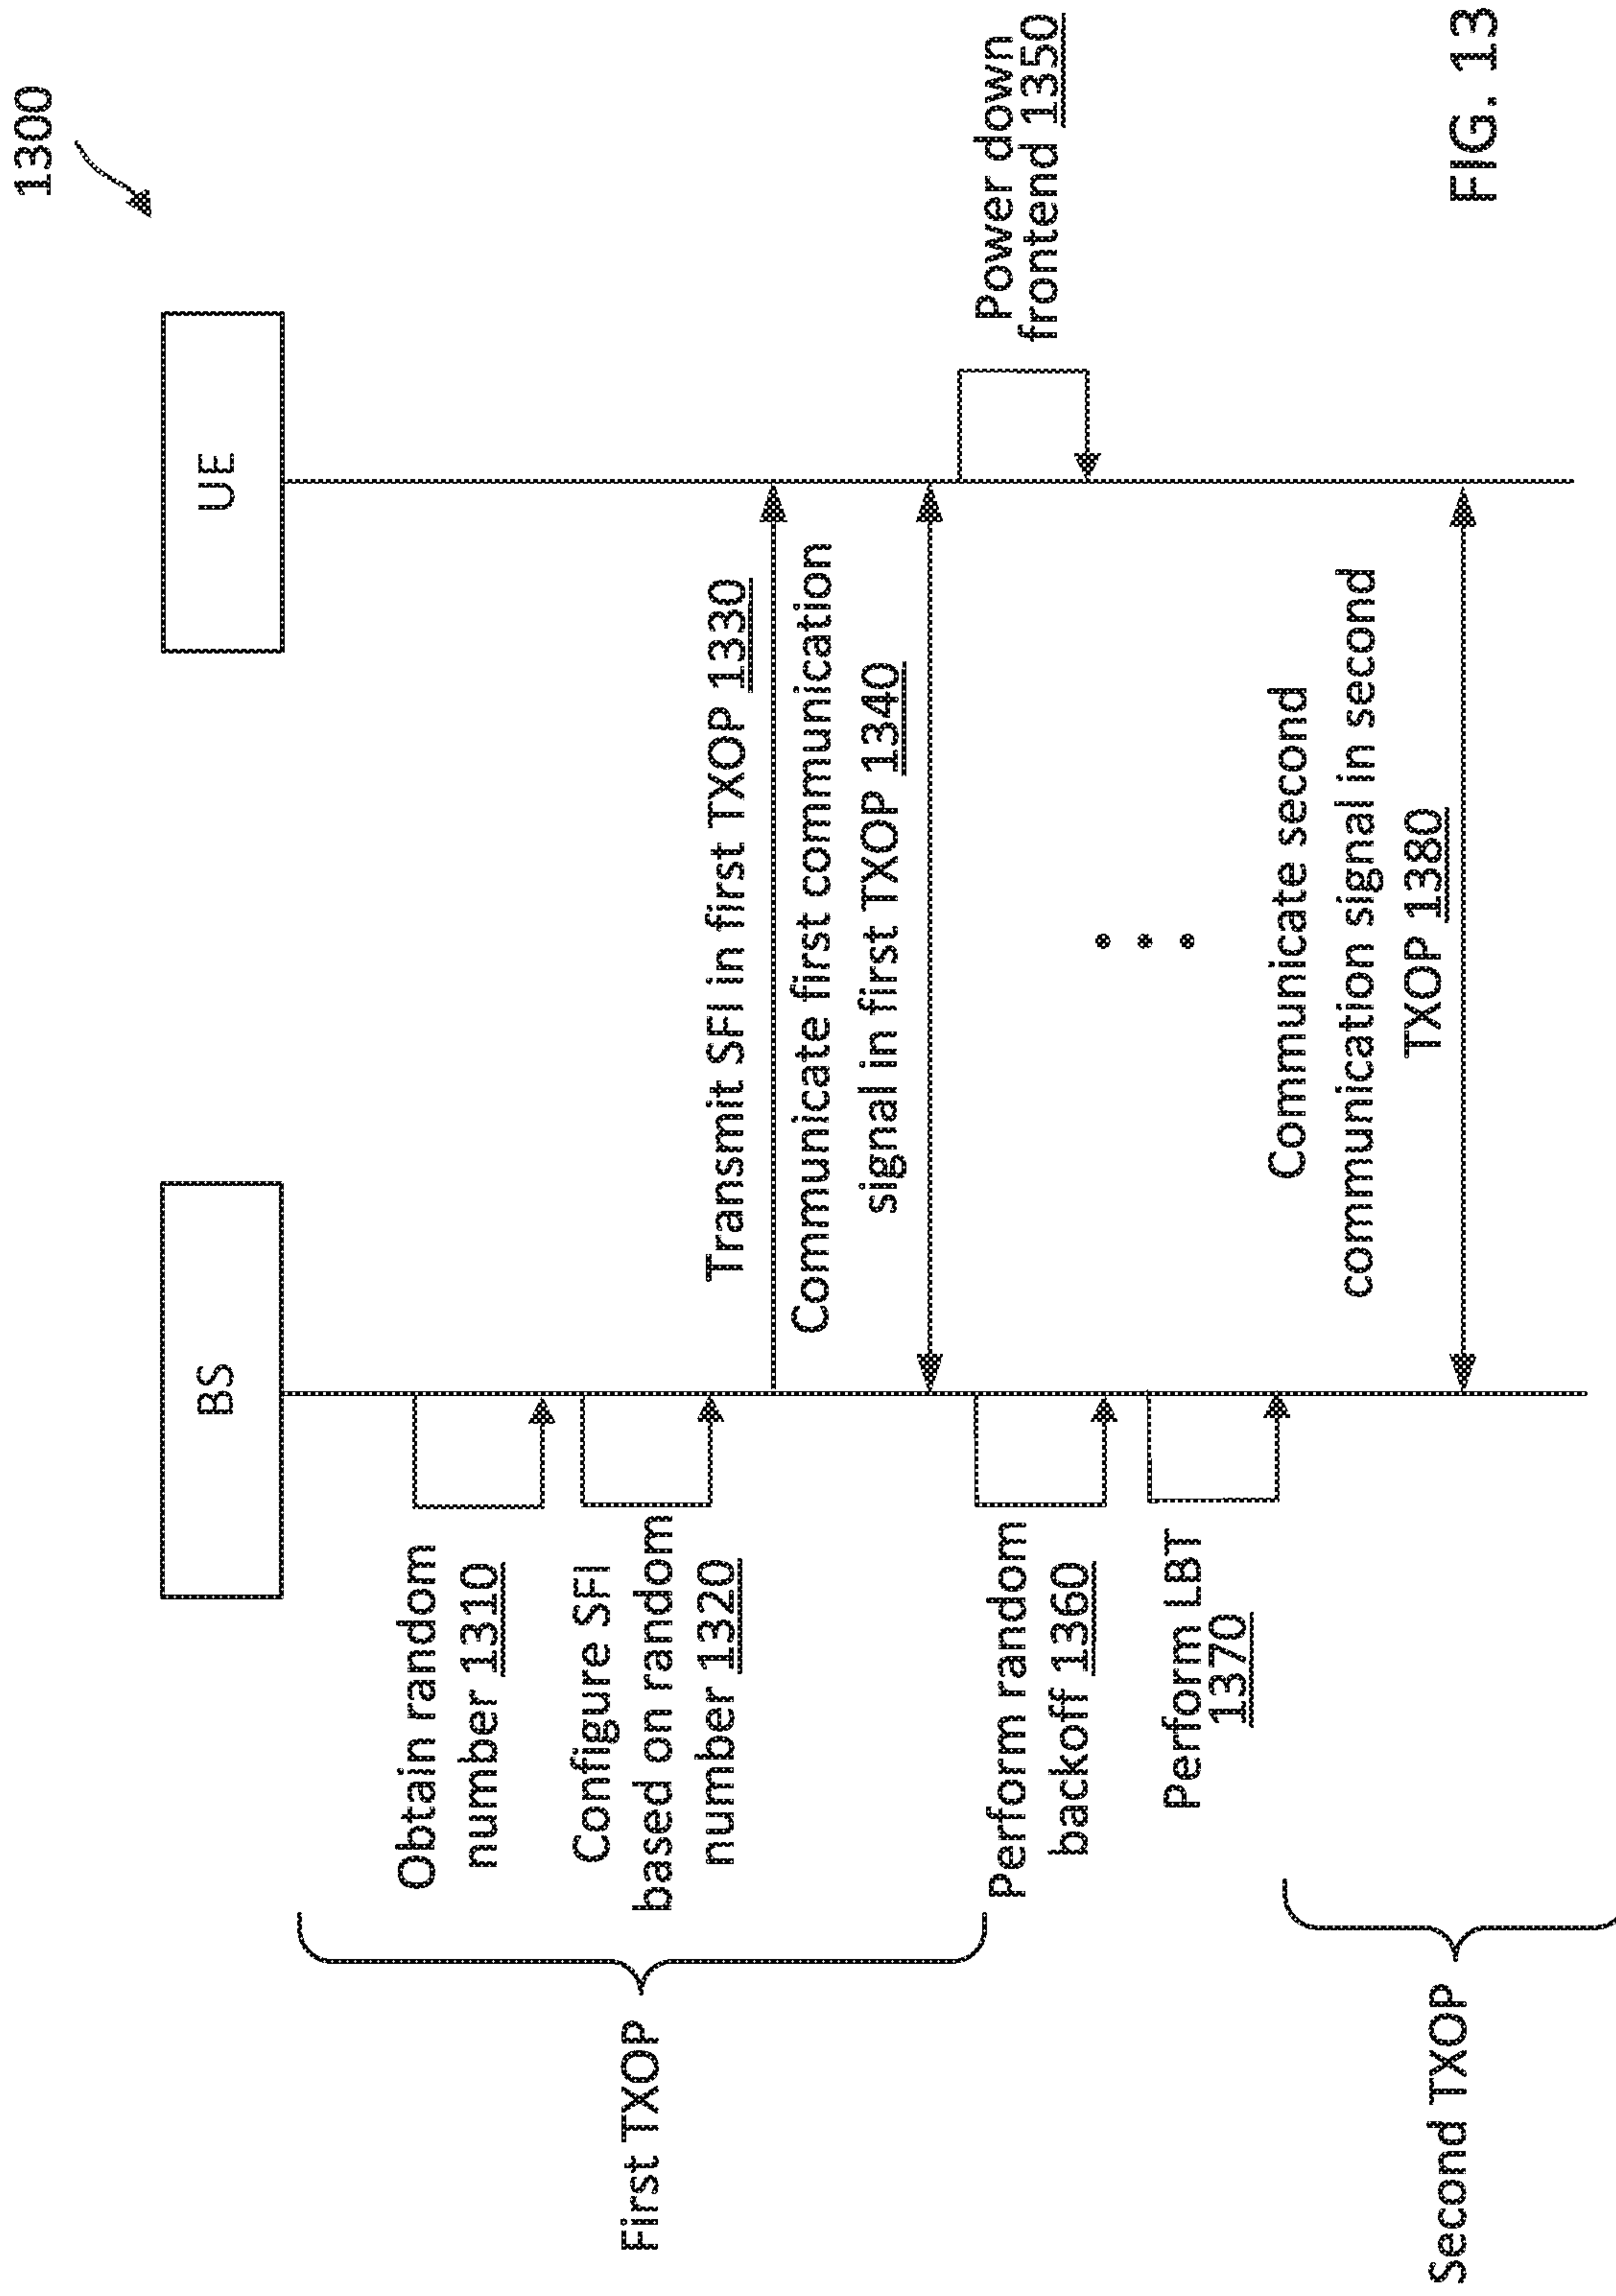 1300
BS
UE
Obtain random
number 1310
Configure SFI
based on random
number 1320
First TXOP
Transmit SFI in first TXOP 1330
Communicate first communication
signal in first TXOP 1340
Power down
frontend 1350
Perform random
backoff 1360
Perform LBT
1370
Second TXOP
Communicate second
communication signal in second
TXOP 1380
FIG. 13